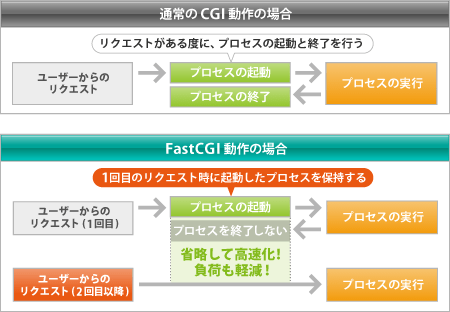 通常の CGI 動作の場合
リクエストがある度に、プロセスの起動と終了を行う
ユーザーからの
リクエスト
プロセスの起動
プロセスの終了
プロセスの実行
FastCGI 動作の場合
1回目のリクエスト時に起動したプロセスを保持する
ユーザーからの
リクエスト（1回目）
プロセスの起動
プロセスを終了しない
プロセスの実行
省略して高速化！
負荷も軽減！
ユーザーからの
リクエスト（2回目以降）
プロセスの実行